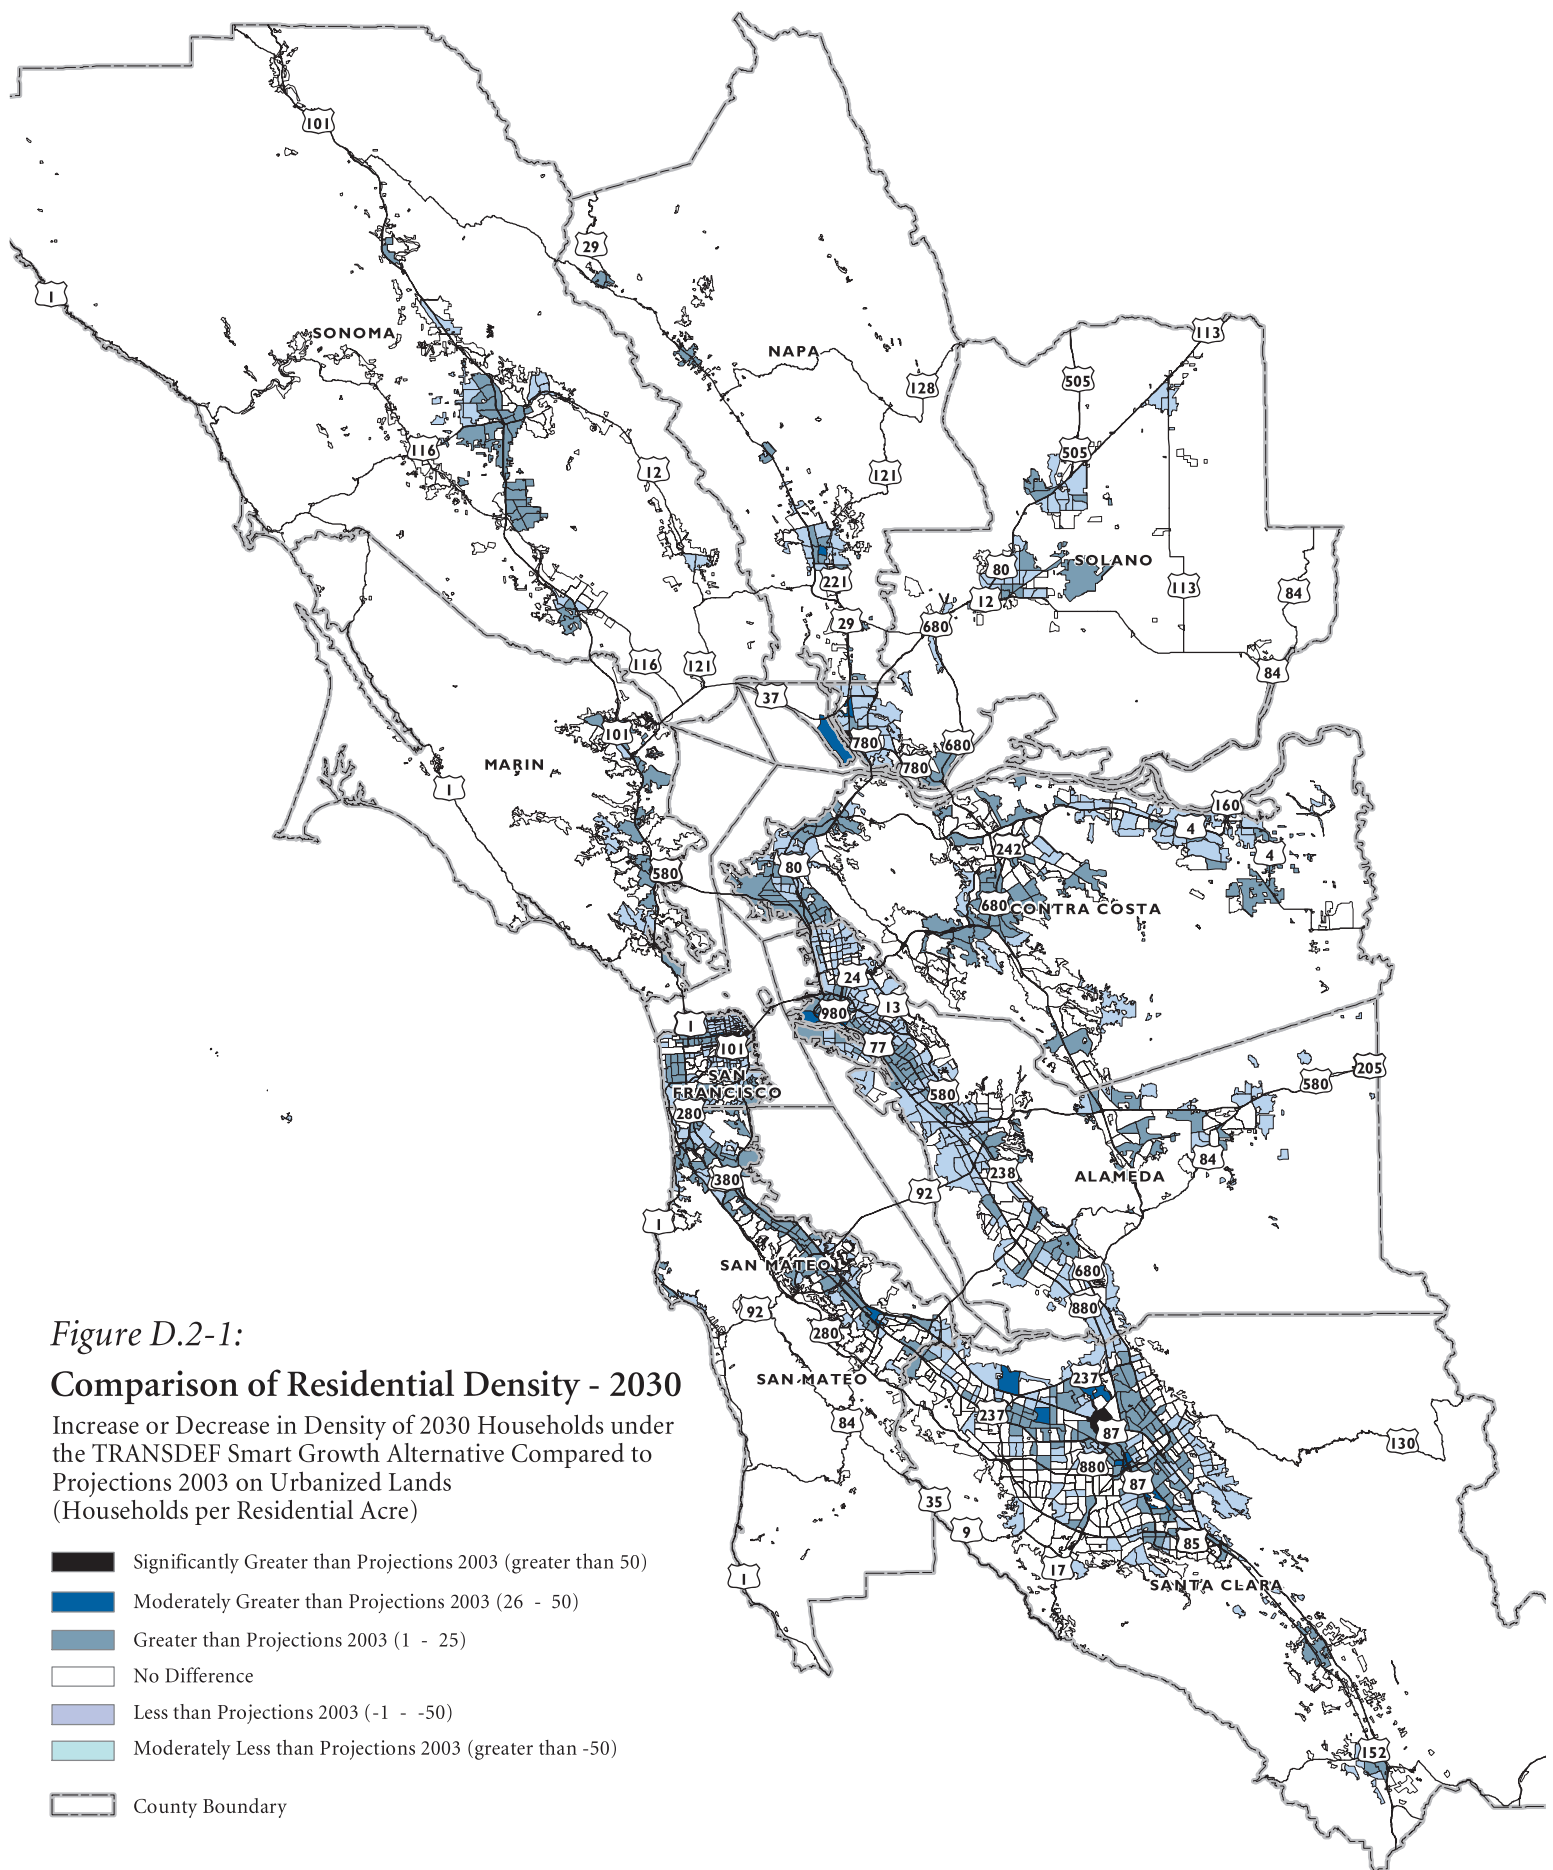 101
29
1
SONOMA
113
NAPA
505
128
116
505
12
121
80
SOLANO
221
12
113
84
29
680
116
121
84
37
101
780
680
MARIN
780
1
160
4
242
4
80
580
680
CONTRA COSTA
24
980
13
1
101
77
SAN
FRANCISCO
580
205
580
280
84
238
ALAMEDA
380
92
1
SAN MATEO
680
92
880
280
237
SAN MATEO
84
237
87
130
880
87
35
9
85
17
SANTA CLARA
1
152
Figure D.2-1:
Comparison of Residential Density - 2030
Increase or Decrease in Density of 2030 Households under
the TRANSDEF Smart Growth Alternative Compared to
Projections 2003 on Urbanized Lands
(Households per Residential Acre)
Significantly Greater than Projections 2003 (greater than 50)
Moderately Greater than Projections 2003 (26 - 50)
Greater than Projections 2003 (1 - 25)
No Difference
Less than Projections 2003 (-1 - -50)
Moderately Less than Projections 2003 (greater than -50)
County Boundary